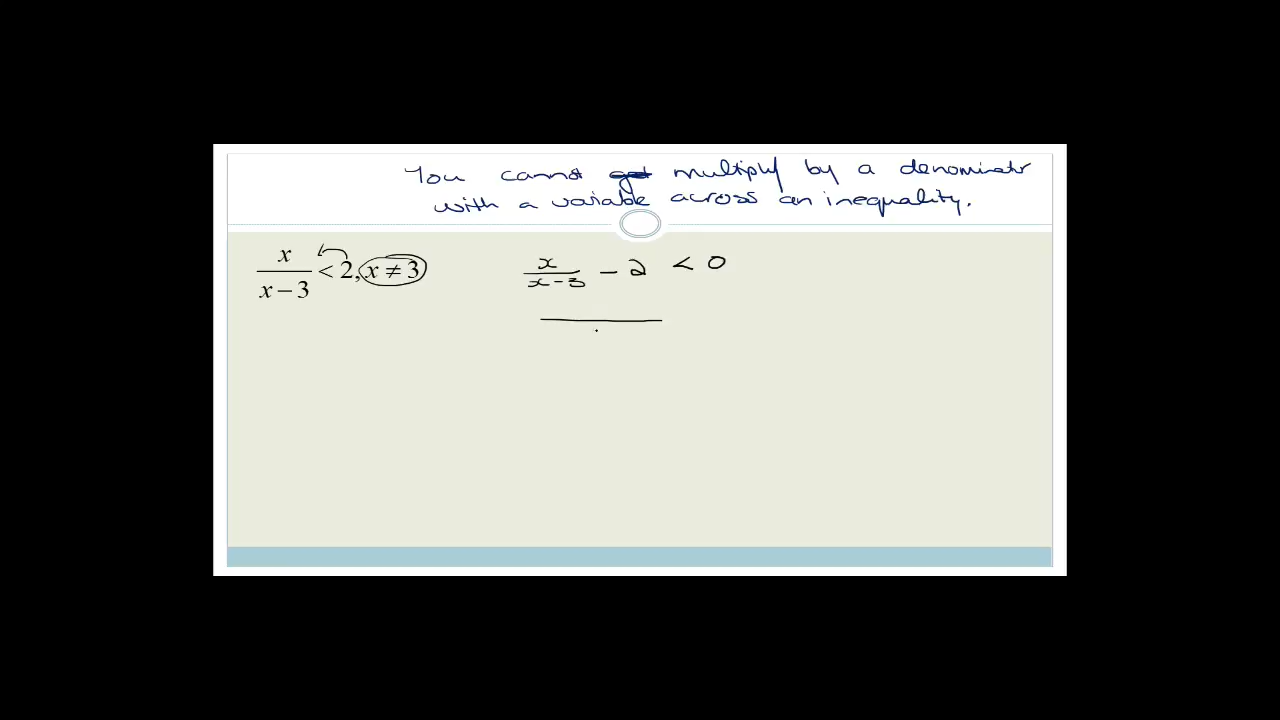 You cannot get multiply by a denominator
with a variable across an inequality.
x/(x-3) < 2, x ≠ 3
x/(x-3) - 2 < 0